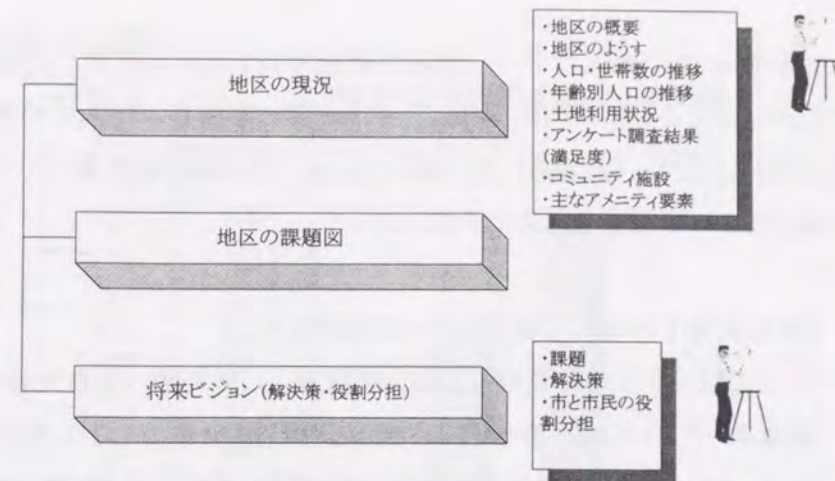 地区の現況
・地区の概要
・地区のようす
・人口・世帯数の推移
・年齢別人口の推移
・土地利用状況
・アンケート調査結果
(満足度)
・コミュニティ施設
・主なアメニティ要素
地区の課題図
将来ビジョン(解決策・役割分担)
・課題
・解決策
・市と市民の役
割分担